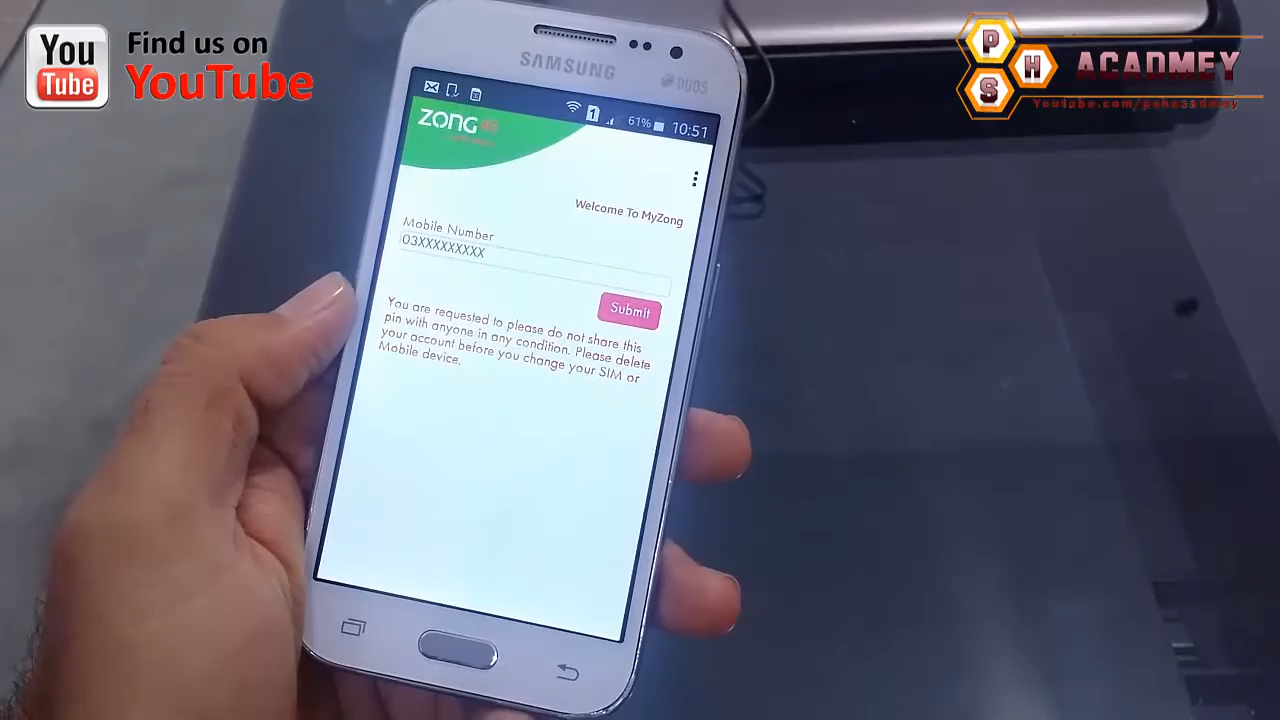 You
Tube
Find us on
YouTube
P
H
S
ACADMEY
SAMSUNG
DUOS
1
61%
10:51
ZONG
Welcome To MyZong
Mobile Number
03XXXXXXXXX
Submit
You are requested to please do not share this
pin with anyone in any condition. Please delete
your account before you change your SIM or
Mobile device.